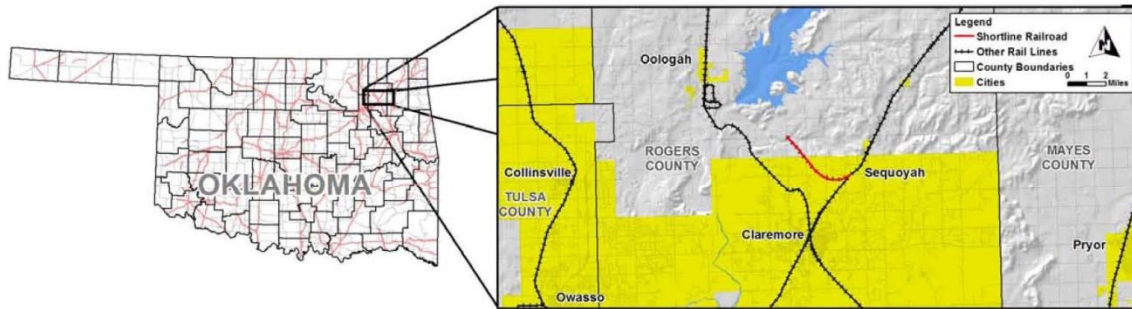 OKLAHOMA
Oologah
ROGERS
COUNTY
Collinsville
TULSA
COUNTY
Owasso
Claremore
Sequoyah
MAYES
COUNTY
Pryor
Legend
Shortline Railroad
Other Rail Lines
County Boundaries
Cities
N
0 1 2
Miles